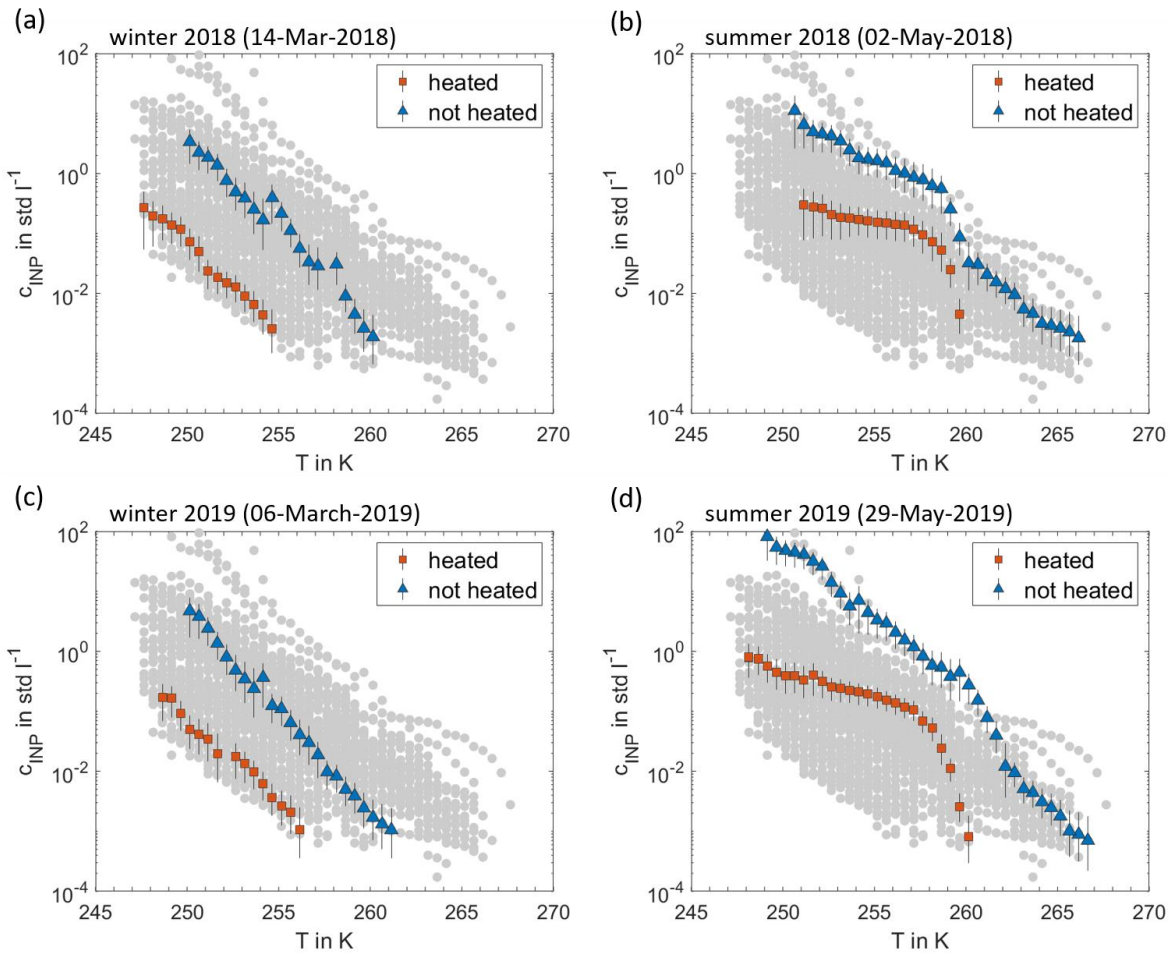 (a)
winter 2018 (14-Mar-2018)
heated
not heated
10^2
10^0
10^-2
10^-4
c_INP in std l^-1
245 250 255 260 265 270
T in K
(b)
summer 2018 (02-May-2018)
heated
not heated
10^2
10^0
10^-2
10^-4
c_INP in std l^-1
245 250 255 260 265 270
T in K
(c)
winter 2019 (06-March-2019)
heated
not heated
10^2
10^0
10^-2
10^-4
c_INP in std l^-1
245 250 255 260 265 270
T in K
(d)
summer 2019 (29-May-2019)
heated
not heated
10^2
10^0
10^-2
10^-4
c_INP in std l^-1
245 250 255 260 265 270
T in K